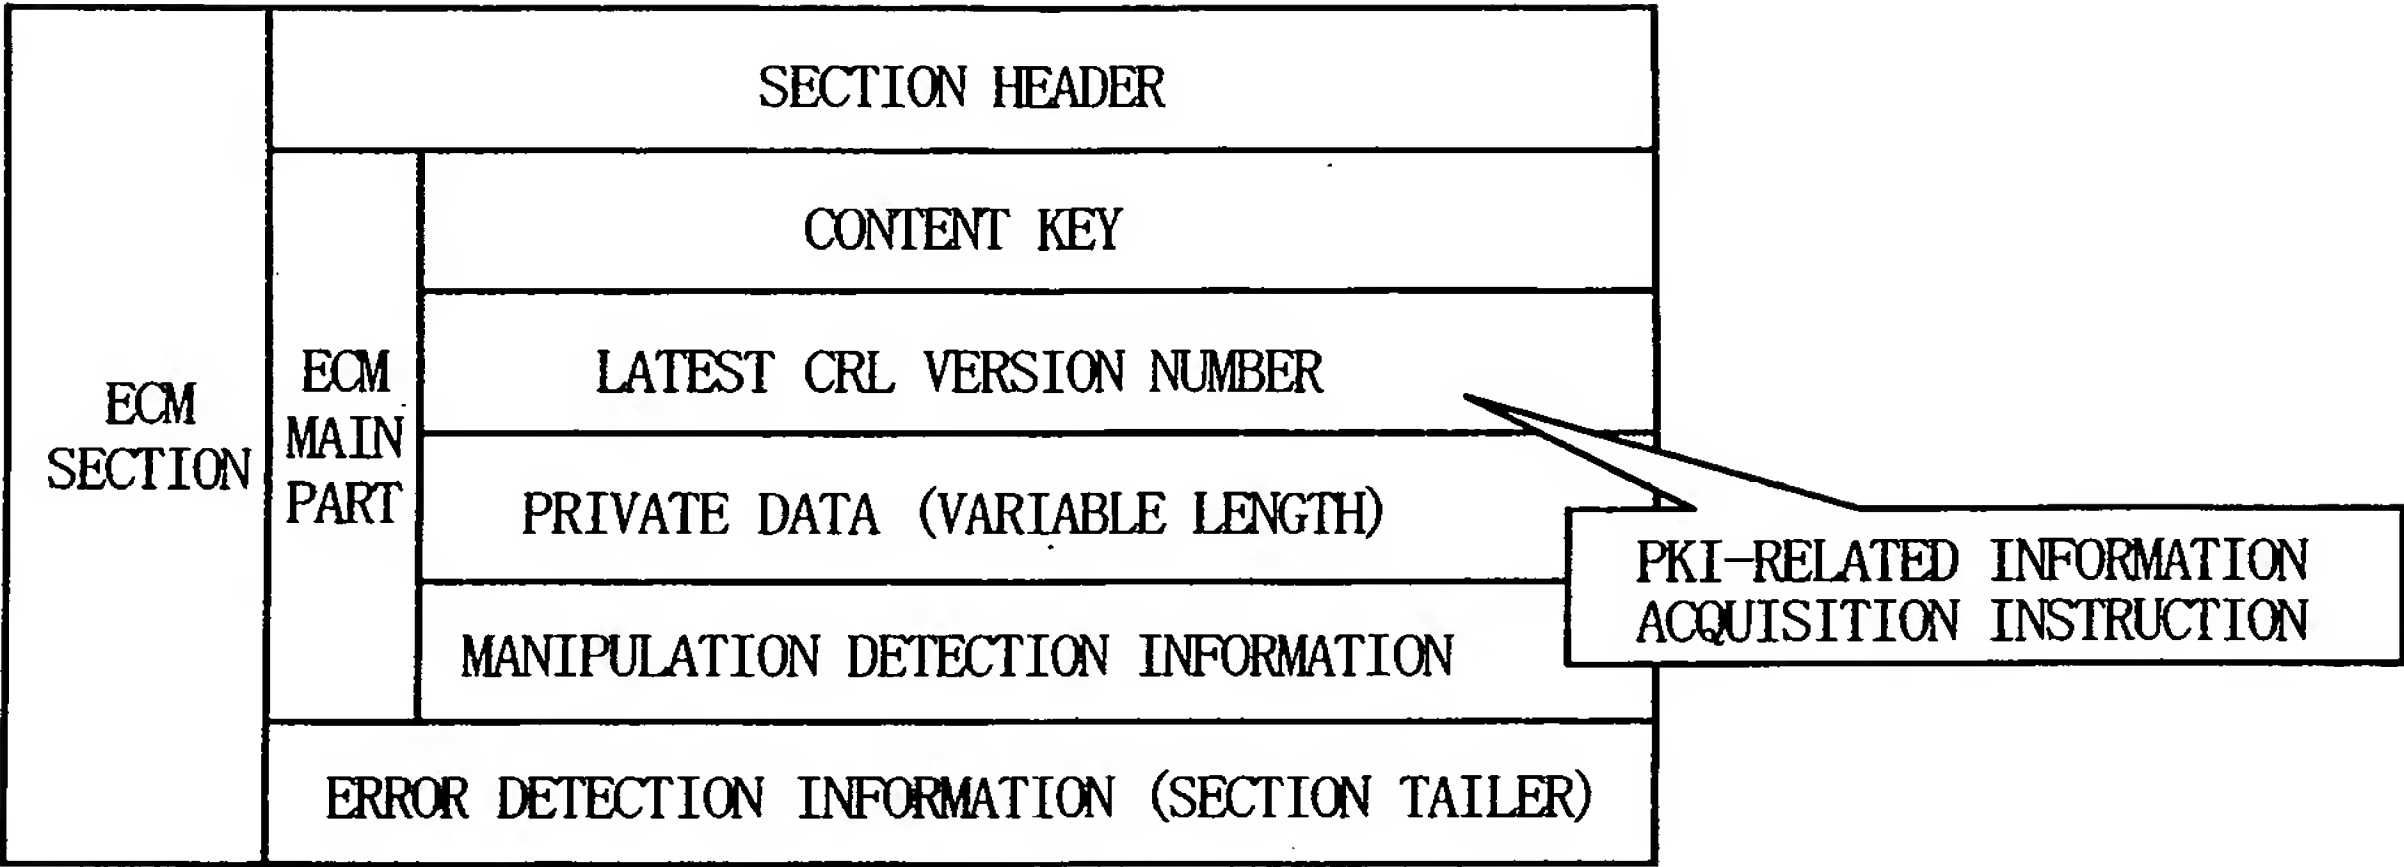 SECTION HEADER
CONTENT KEY
LATEST CRL VERSION NUMBER
ECM
SECTION
ECM
MAIN
PART
PRIVATE DATA (VARIABLE LENGTH)
PKI-RELATED INFORMATION
ACQUISITION INSTRUCTION
MANIPULATION DETECTION INFORMATION
ERROR DETECTION INFORMATION (SECTION TAILER)